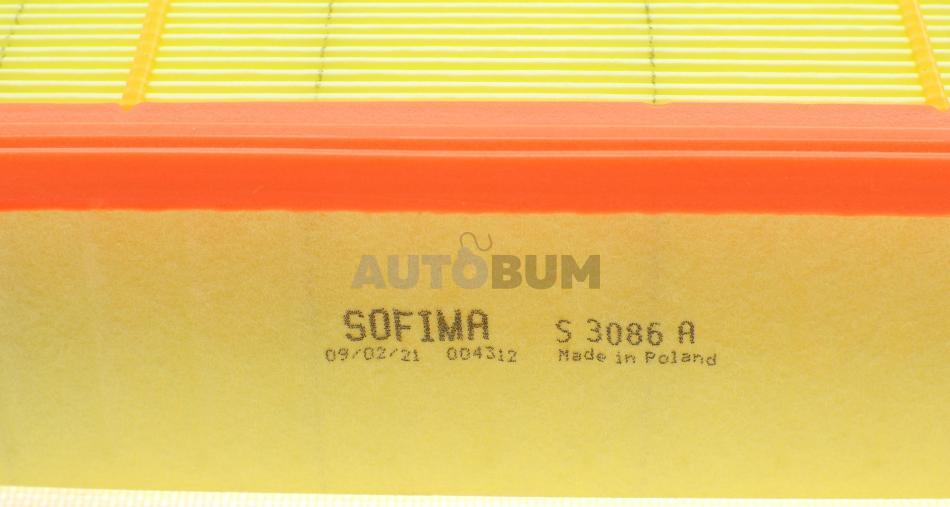 AUTOBUM
SOFIMA S 3086 A
09/02/21 004312 Made in Poland